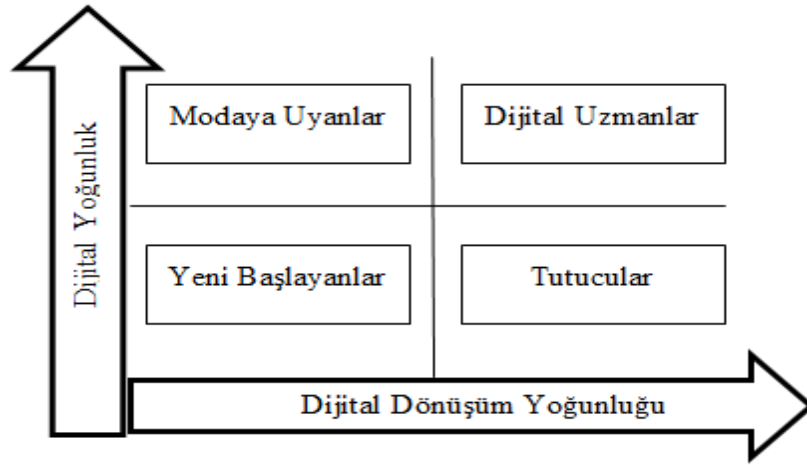 Modaya Uyanlar
Dijital Uzmanlar
Dijital Yoğunluk
Yeni Başlayanlar
Tutucular
Dijital Dönüşüm Yoğunluğu